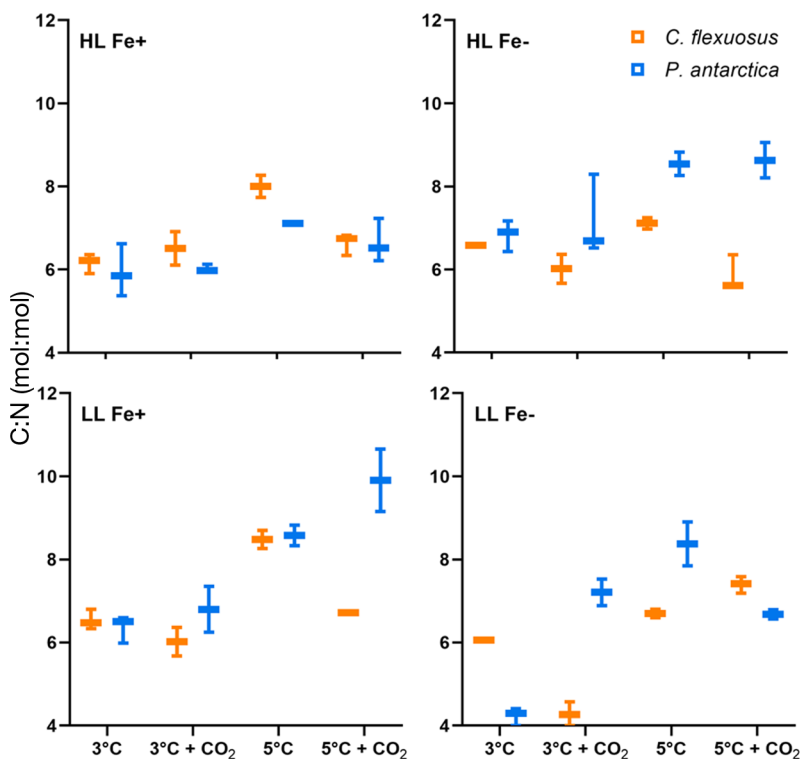 12
10
8
6
4
HL Fe+
12
10
8
6
4
HL Fe-
C. flexuosus
P. antarctica
C:N (mol:mol)
12
10
8
6
4
LL Fe+
3°C
3°C + CO2
5°C
5°C + CO2
12
10
8
6
4
LL Fe-
3°C
3°C + CO2
5°C
5°C + CO2